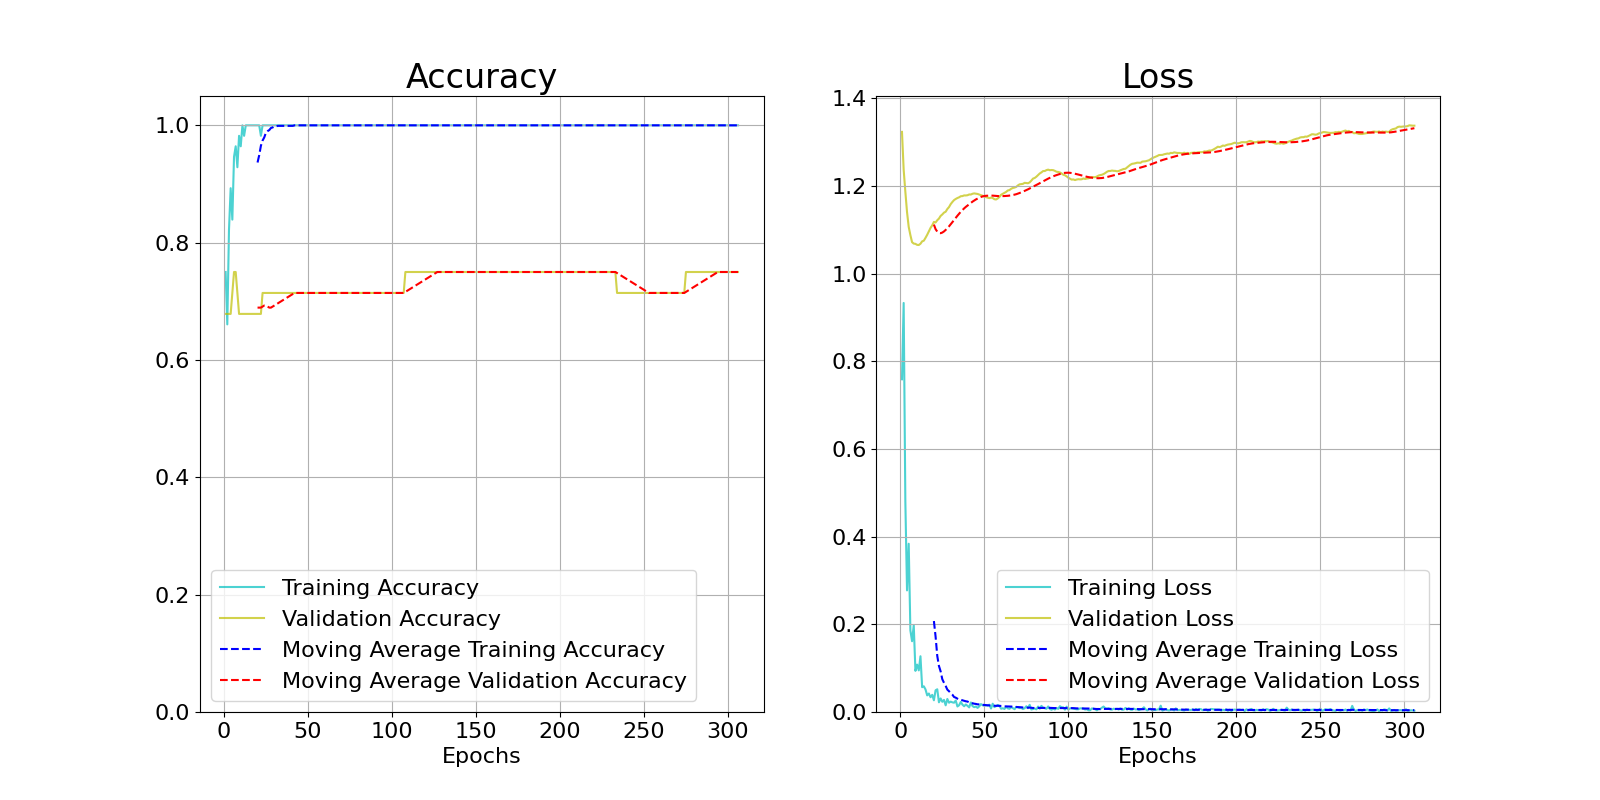 Accuracy
1.0
0.8
0.6
0.4
0.2
0.0
0 50 100 150 200 250 300
Epochs
Training Accuracy
Validation Accuracy
Moving Average Training Accuracy
Moving Average Validation Accuracy
Loss
1.4
1.2
1.0
0.8
0.6
0.4
0.2
0.0
0 50 100 150 200 250 300
Epochs
Training Loss
Validation Loss
Moving Average Training Loss
Moving Average Validation Loss